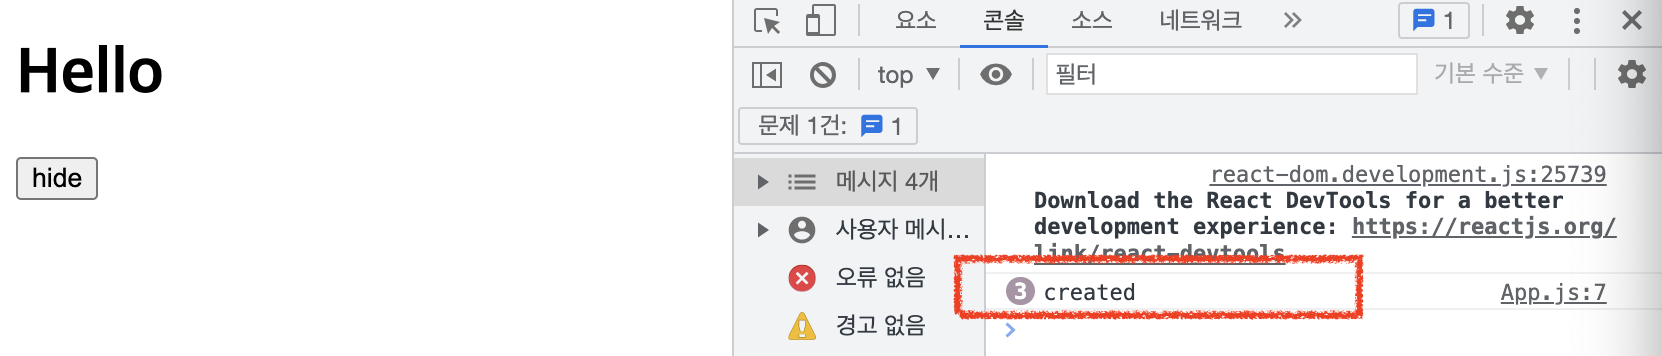 Hello
hide
요소 콘솔 소스 네트워크 1
top 필터 기본 수준
문제 1건: 1
메시지 4개
사용자 메시...
오류 없음
경고 없음
react-dom.development.js:25739
Download the React DevTools for a better
development experience: https://reactjs.org/
link/react-devtools
3 created App.js:7